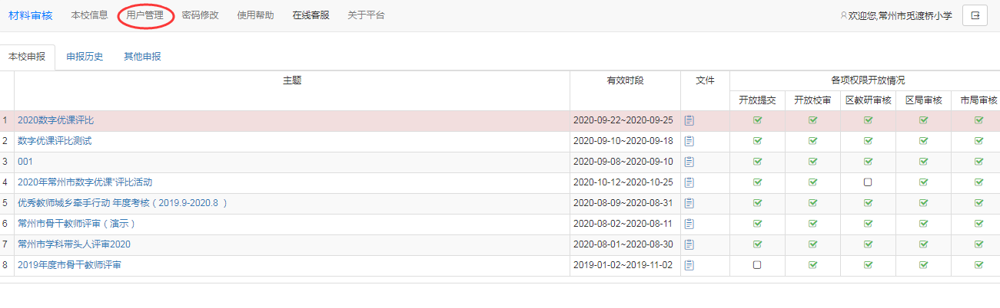 材料审核 本校信息 用户管理 密码修改 使用帮助 在线客服 关于平台 欢迎您,常州市觅渡桥小学
本校申报 申报历史 其他申报
主题 有效时段 文件 各项权限开放情况
开放提交 开放校审 区教研审核 区局审核 市局审核
1 2020数字优课评比 2020-09-22~2020-09-25
2 数字优课评比测试 2020-09-10~2020-09-18
3 001 2020-09-08~2020-09-10
4 2020年常州市数字优课"评比活动 2020-10-12~2020-10-25
5 优秀教师城乡牵手行动 年度考核（2019.9-2020.8 ） 2020-08-09~2020-08-31
6 常州市骨干教师评审（演示） 2020-08-02~2020-08-11
7 常州市学科带头人评审2020 2020-08-01~2020-08-30
8 2019年度市骨干教师评审 2019-01-02~2019-11-02